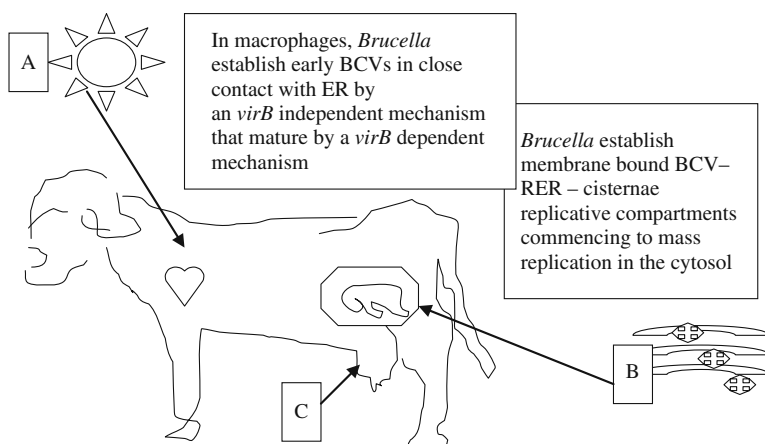 A
In macrophages, Brucella
establish early BCVs in close
contact with ER by
an virB independent mechanism
that mature by a virB dependent
mechanism
Brucella establish
membrane bound BCV–
RER – cisternae
replicative compartments
commencing to mass
replication in the cytosol
B
C